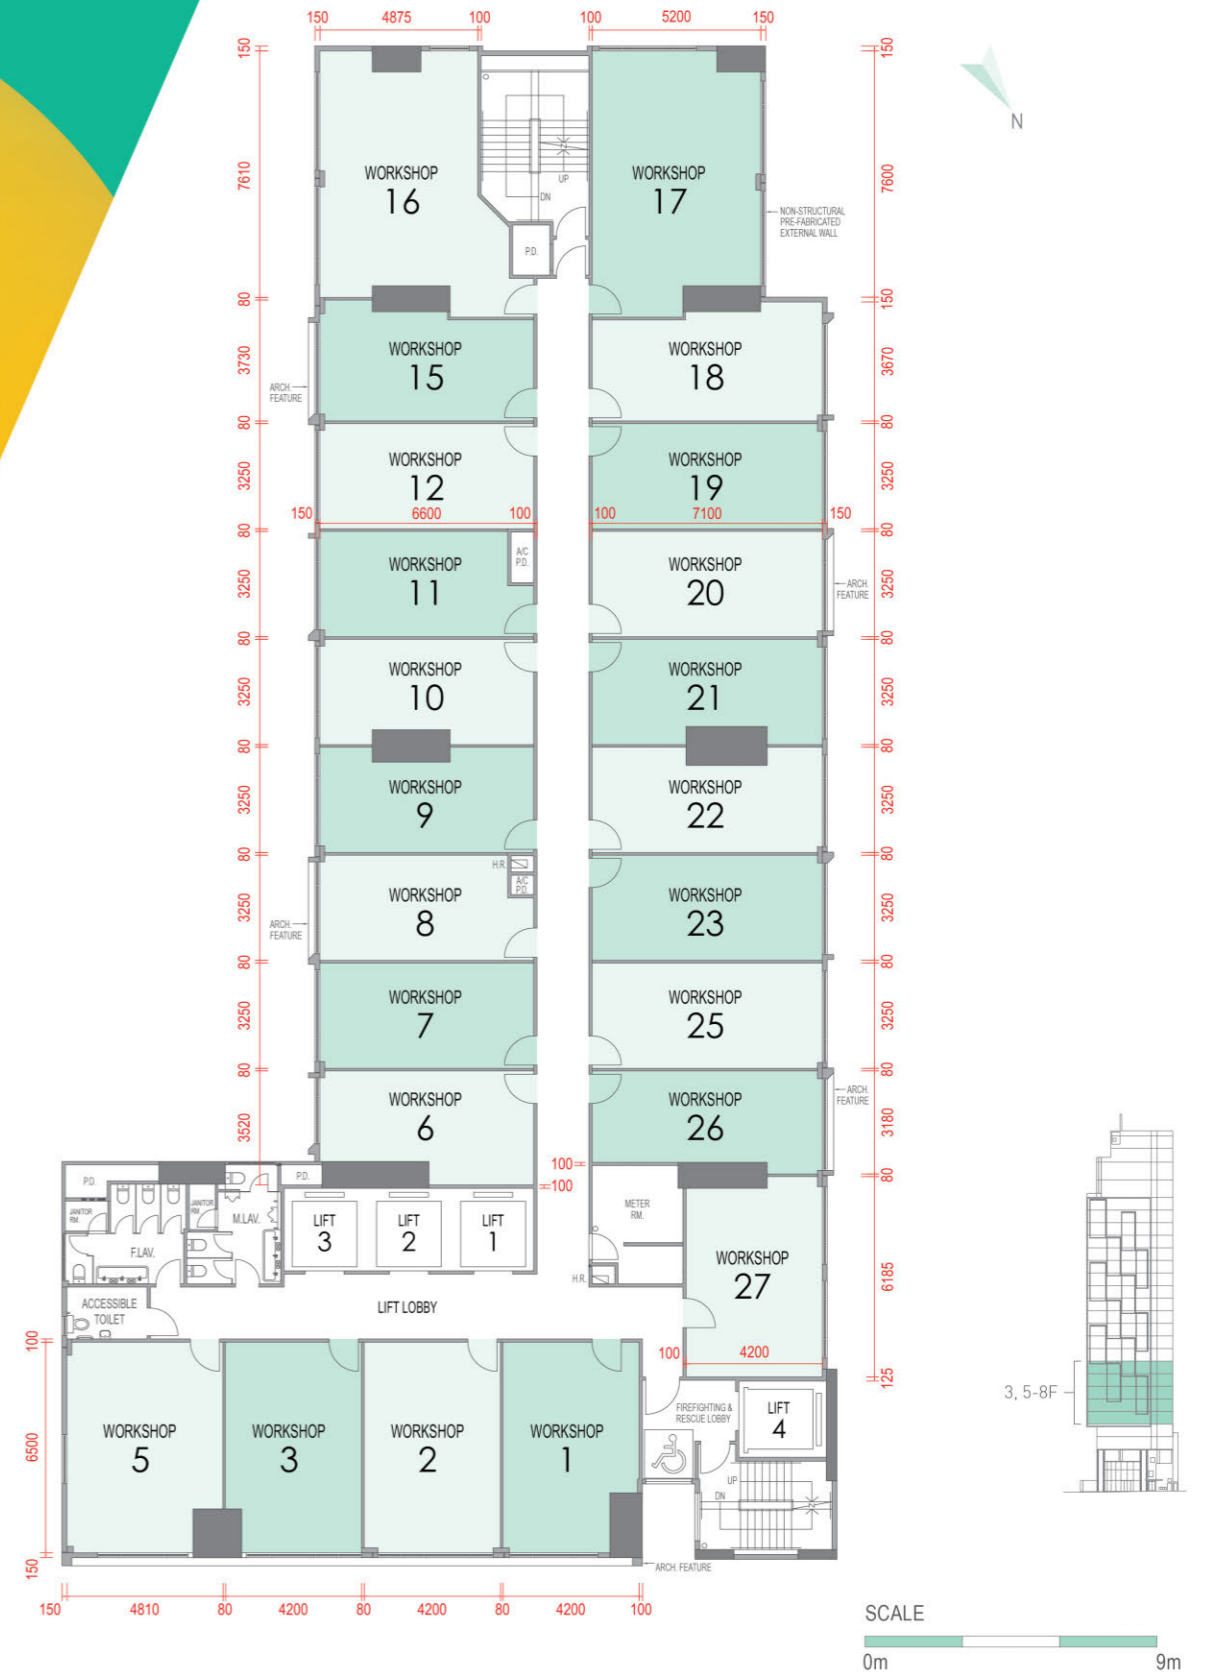 150 4875 100
100 5200 150
150
150
N
7610
WORKSHOP
16
UP
DN
P.D.
WORKSHOP
17
7600
NON-STRUCTURAL
PRE-FABRICATED
EXTERNAL WALL
80
150
3730
ARCH.
FEATURE
WORKSHOP
15
WORKSHOP
18
3670
80
80
3250
WORKSHOP
12
WORKSHOP
19
3250
150 6600 100
100 7100 150
80
80
3250
WORKSHOP
11
A/C
P.D.
WORKSHOP
20
ARCH.
FEATURE
3250
80
80
3250
WORKSHOP
10
WORKSHOP
21
3250
80
80
3250
WORKSHOP
9
WORKSHOP
22
3250
80
80
3250
ARCH.
FEATURE
WORKSHOP
8
H.R.
A/C
P.D.
WORKSHOP
23
3250
80
80
3250
WORKSHOP
7
WORKSHOP
25
3250
80
80
3520
WORKSHOP
6
WORKSHOP
26
ARCH.
FEATURE
3180
100
100
80
P.D.
P.D.
JANITOR
RM.
JANITOR
RM.
M.LAV.
F.LAV.
LIFT
3
LIFT
2
LIFT
1
METER
RM.
H.R.
WORKSHOP
27
6185
ACCESSIBLE
TOILET
LIFT LOBBY
100
100 4200
125
6500
WORKSHOP
5
WORKSHOP
3
WORKSHOP
2
WORKSHOP
1
FIREFIGHTING &
RESCUE LOBBY
LIFT
4
UP
DN
3, 5-8F
150
ARCH. FEATURE
150 4810 80 4200 80 4200 80 4200 100
SCALE
0m 9m